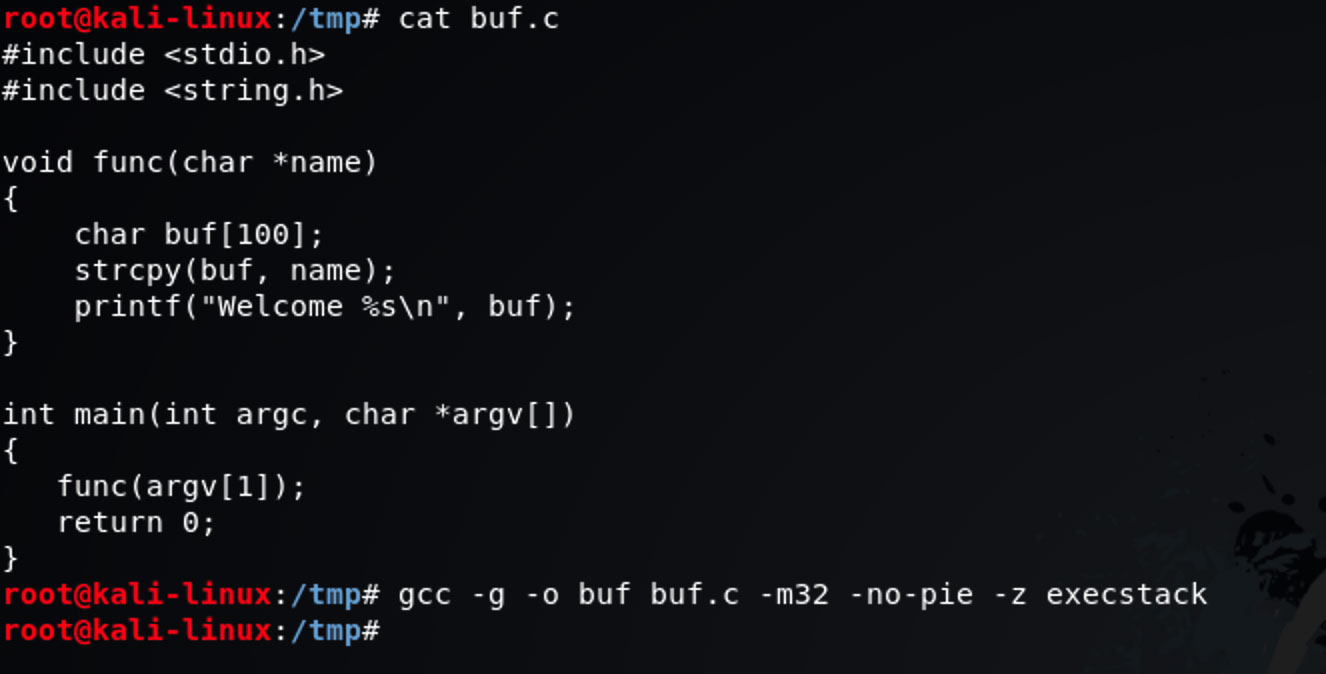 root@kali-linux:/tmp# cat buf.c
#include <stdio.h>
#include <string.h>

void func(char *name)
{
    char buf[100];
    strcpy(buf, name);
    printf("Welcome %s\n", buf);
}

int main(int argc, char *argv[])
{
   func(argv[1]);
   return 0;
}
root@kali-linux:/tmp# gcc -g -o buf buf.c -m32 -no-pie -z execstack
root@kali-linux:/tmp#